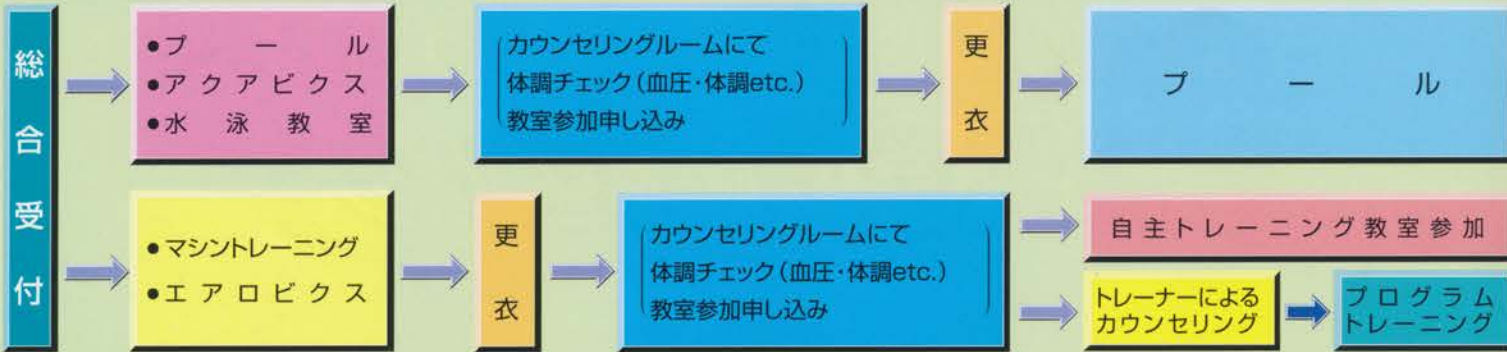 総合受付
●プール
●アクアビクス
●水泳教室
カウンセリングルームにて
体調チェック(血圧・体調etc.)
教室参加申し込み
更衣
プール
●マシントレーニング
●エアロビクス
更衣
カウンセリングルームにて
体調チェック(血圧・体調etc.)
教室参加申し込み
自主トレーニング教室参加
トレーナーによる
カウンセリング
プログラム
トレーニング